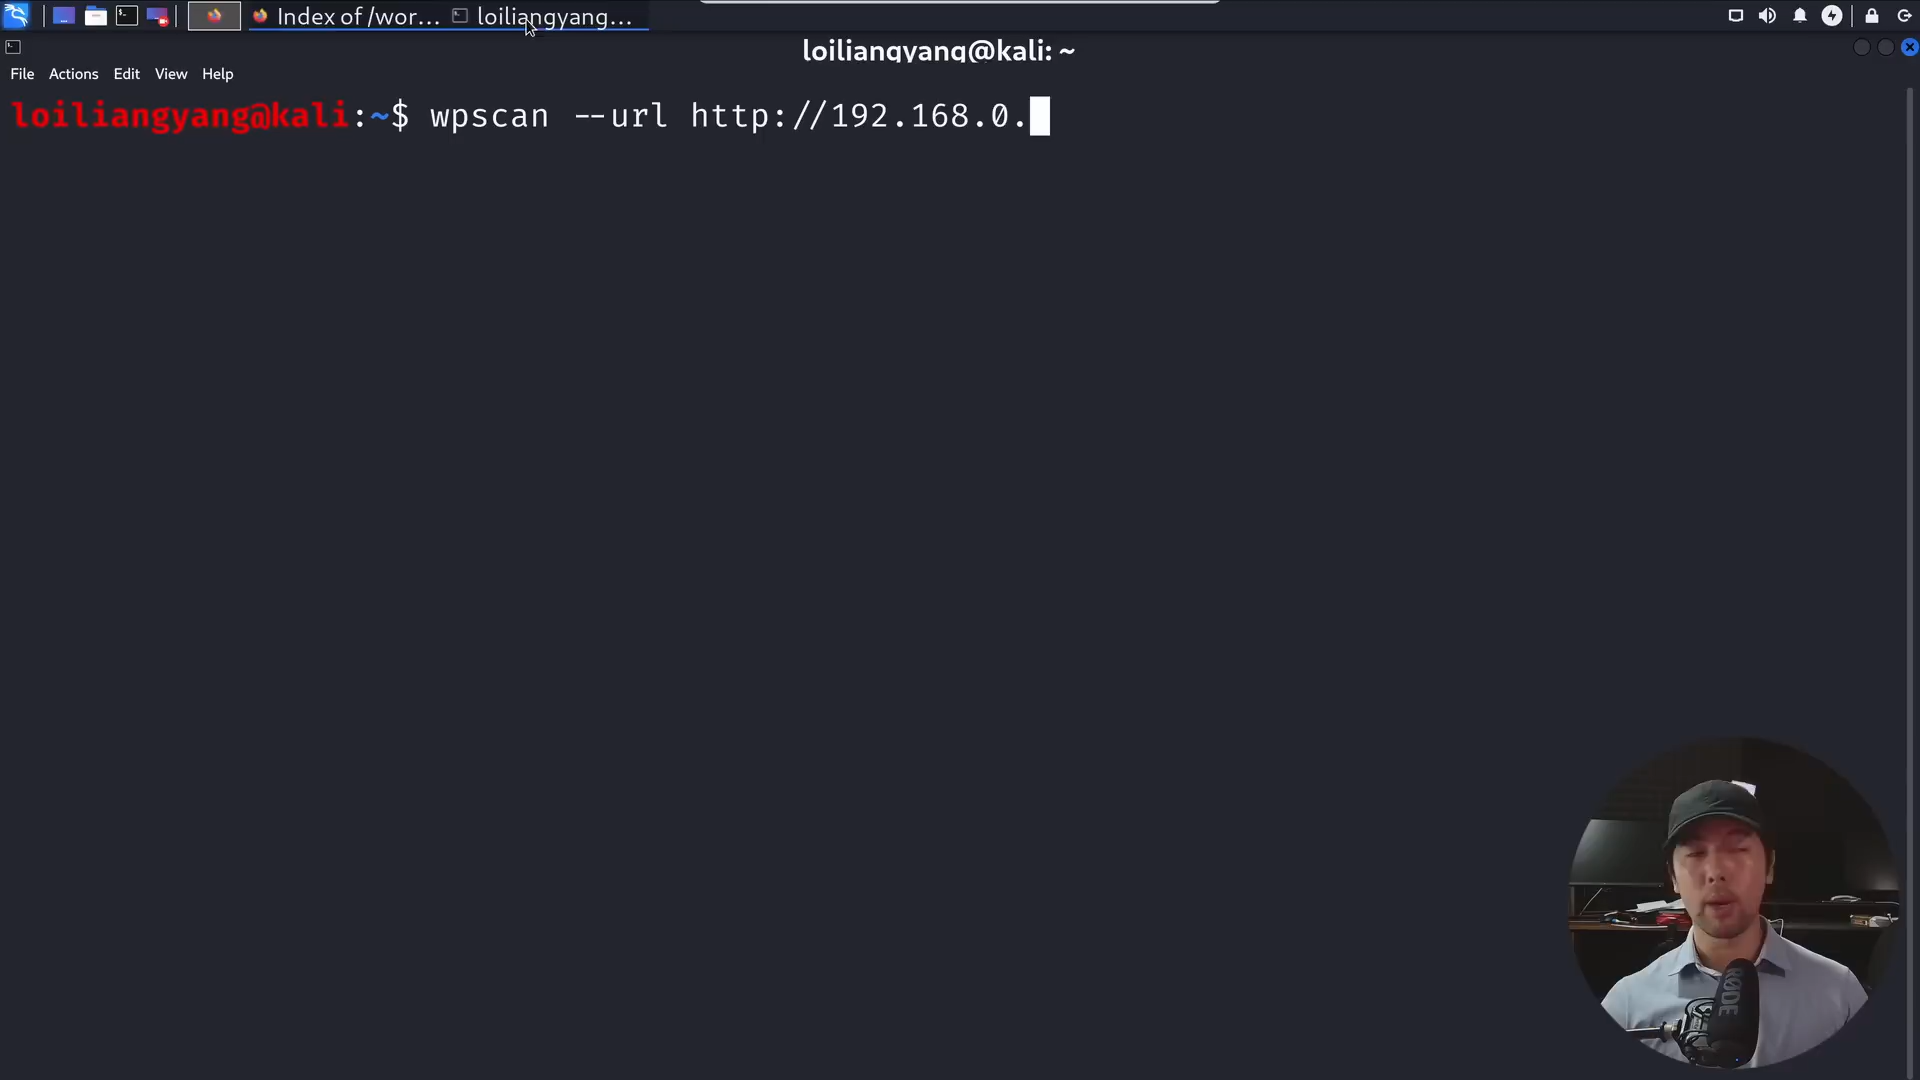 Index of /wor... loiliangyang...
loiliangyang@kali: ~
File Actions Edit View Help
loiliangyang@kali:~$ wpscan --url http://192.168.0.
RØDE